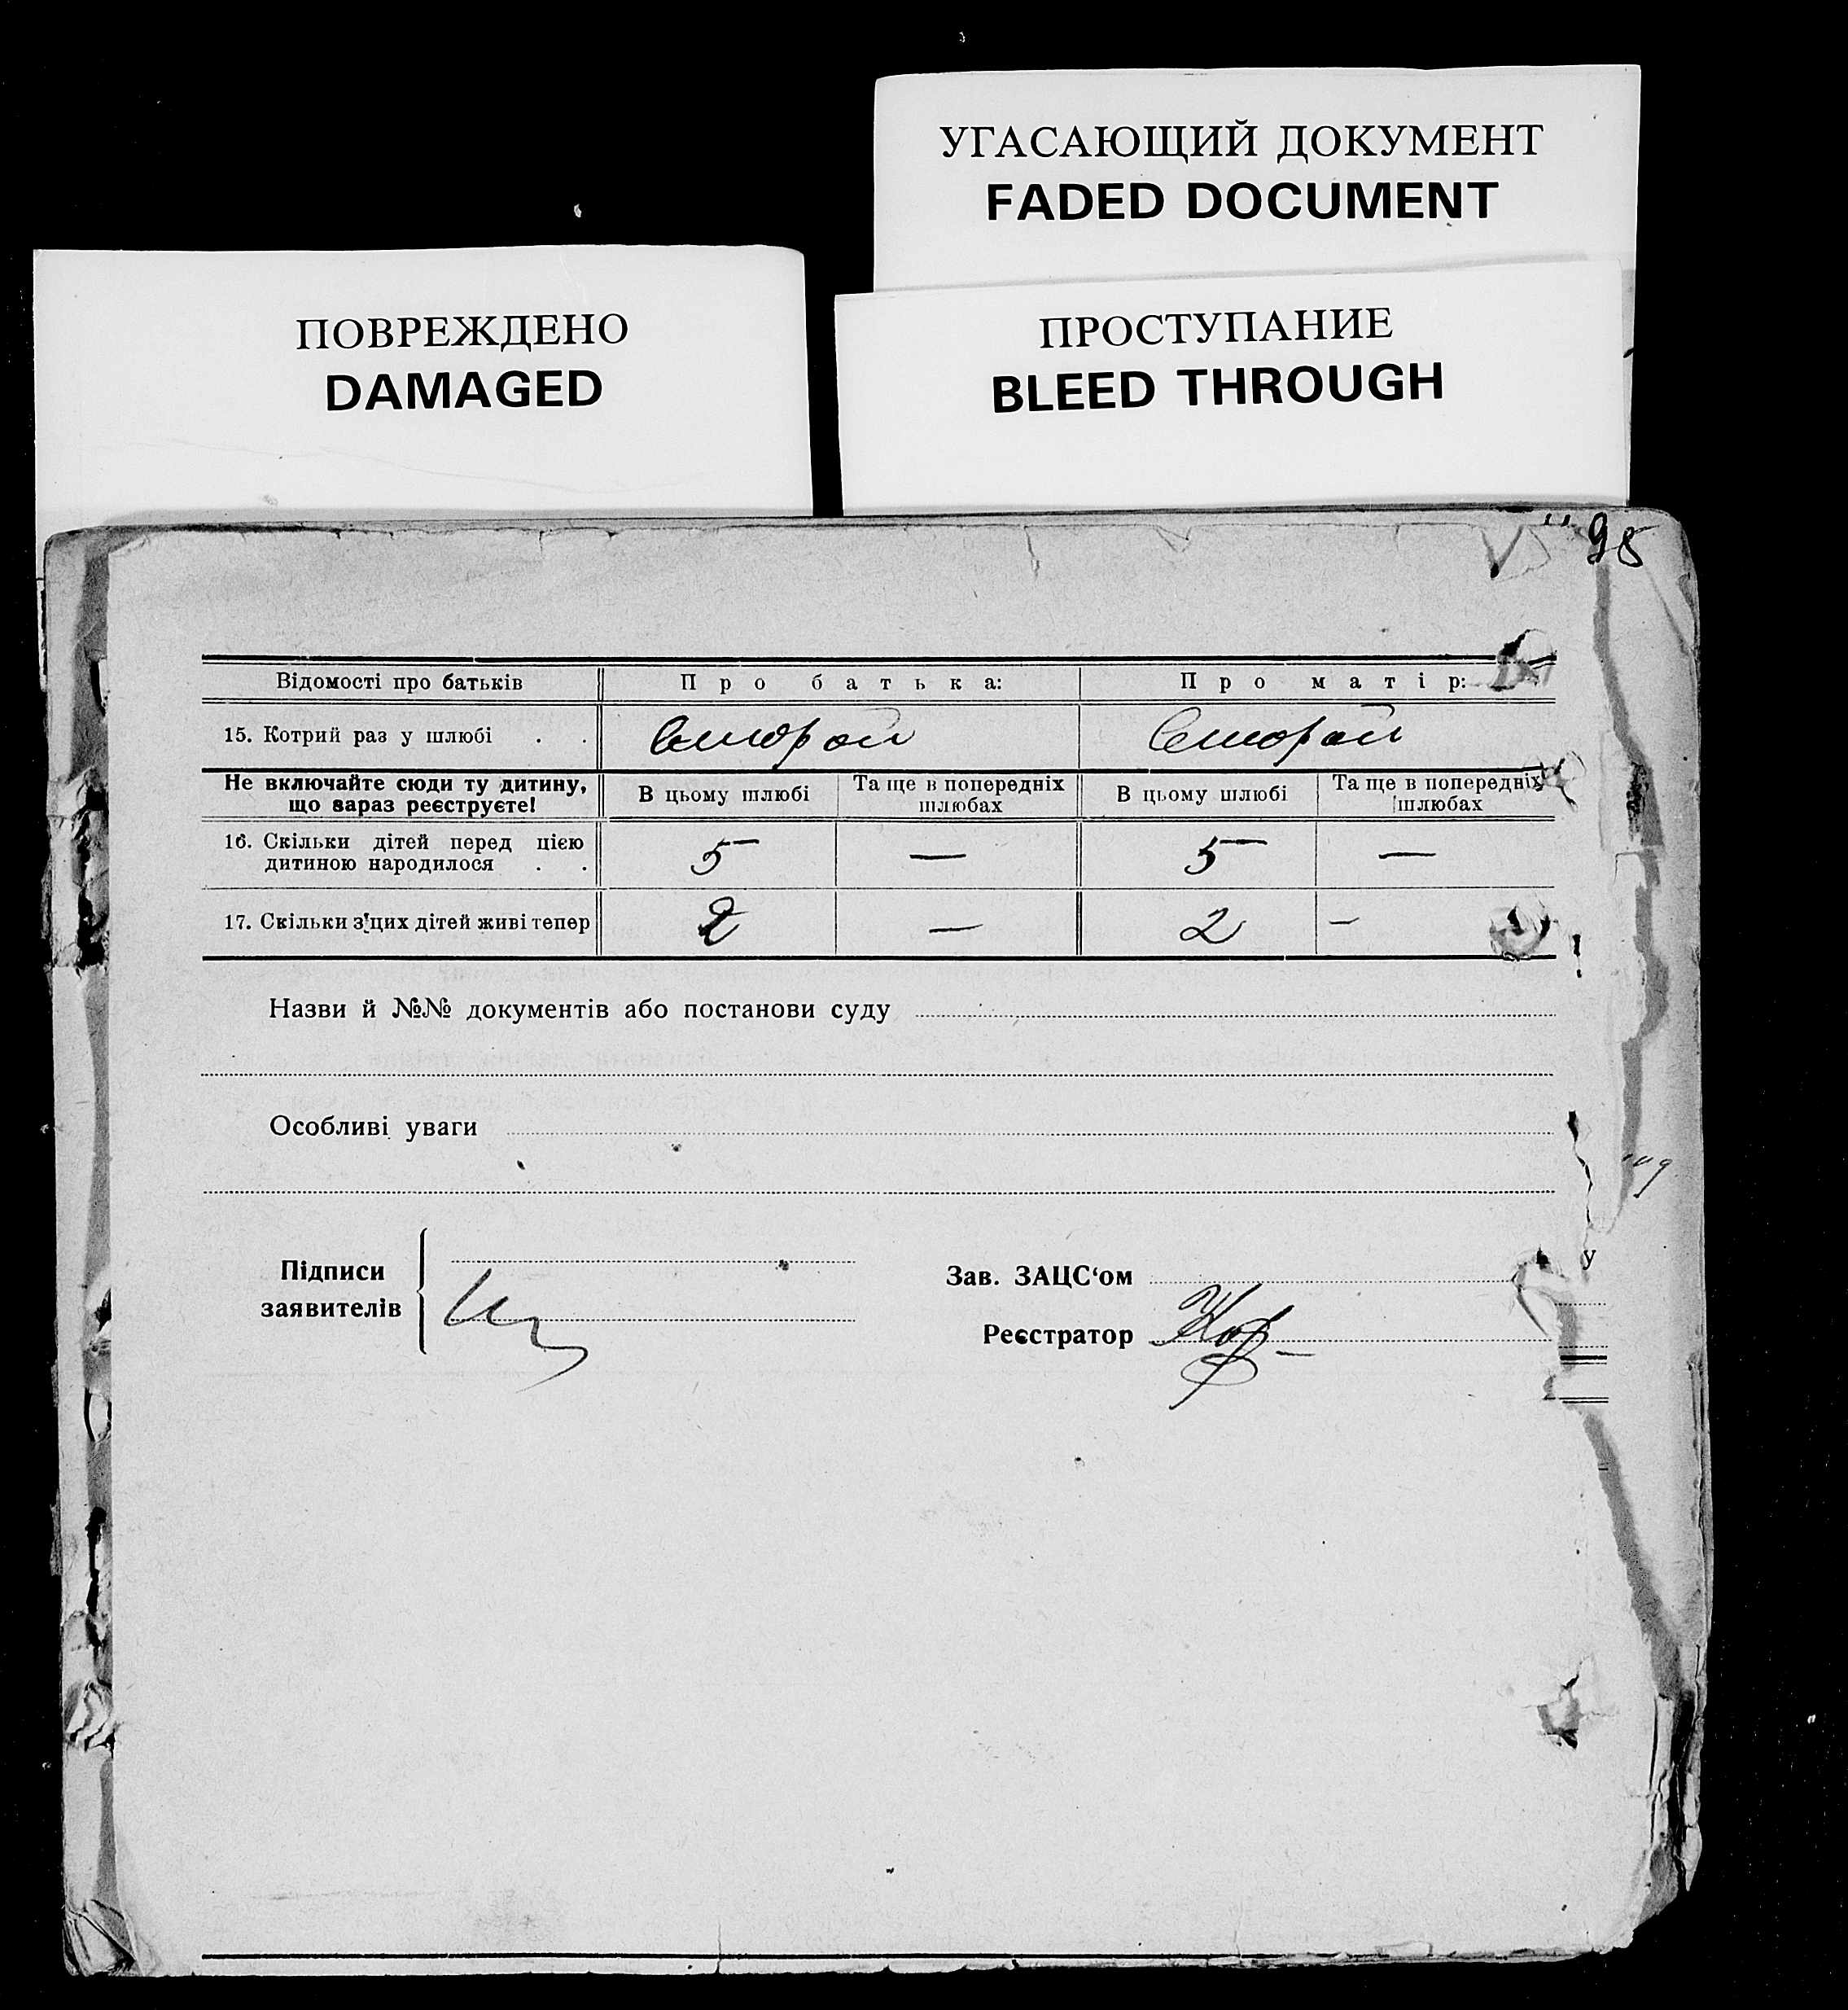 УГАСАЮЩИЙ ДОКУМЕНТ
FADED DOCUMENT
ПОВРЕЖДЕНО
DAMAGED
ПРОСТУПАНИЕ
BLEED THROUGH
98
Відомості про батьків Про батька: Про матір:
15. Котрий раз у шлюбі . . второй второй
Не включайте сюди ту дитину, що зараз реєструєте! В цьому шлюбі Та ще в попередніх шлюбах В цьому шлюбі Та ще в попередніх шлюбах
16. Скільки дітей перед цією дитиною народилося . . 5 — 5 —
17. Скільки з цих дітей живі тепер 2 — 2 —
Назви й №№ документів або постанови суду
Особливі уваги
Підписи заявителів
Зав. ЗАЦС‘ом
Реєстратор
у